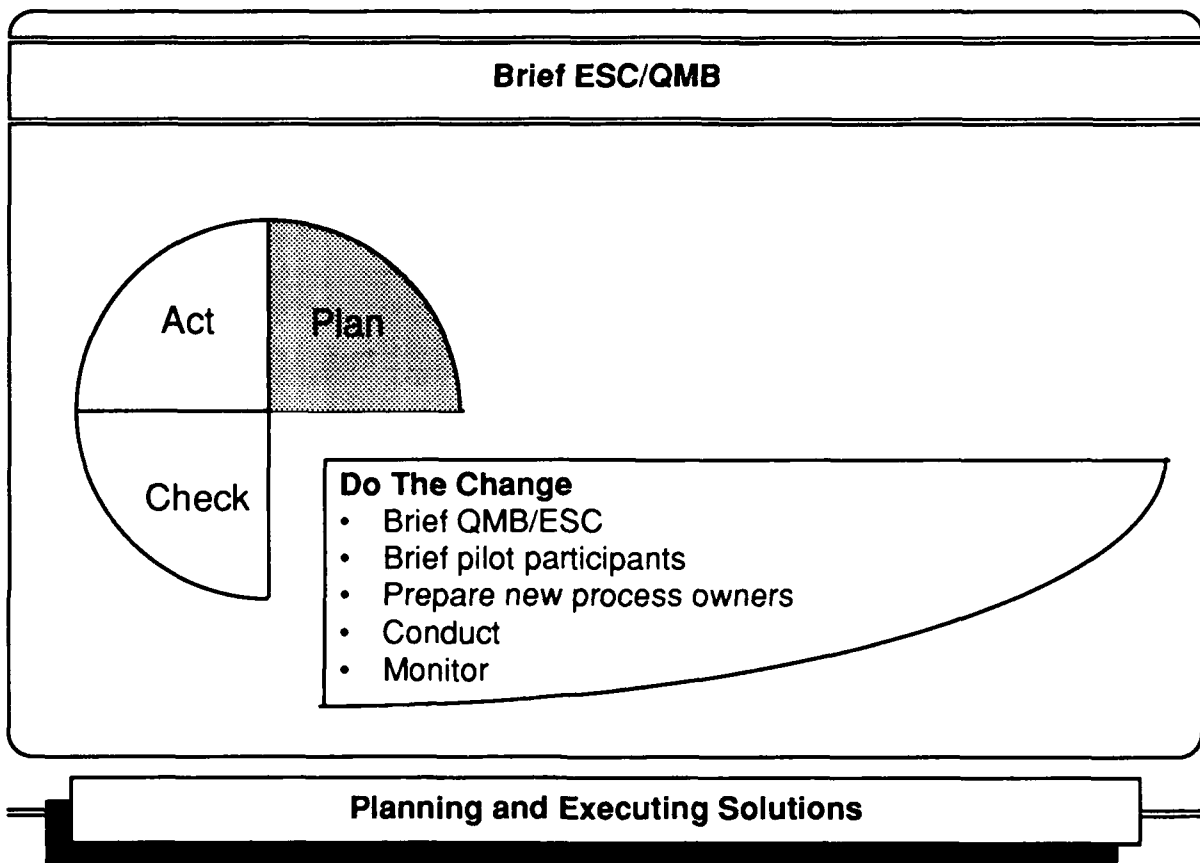 Brief ESC/QMB
Act
Plan
Check
Do The Change
• Brief QMB/ESC
• Brief pilot participants
• Prepare new process owners
• Conduct
• Monitor
Planning and Executing Solutions